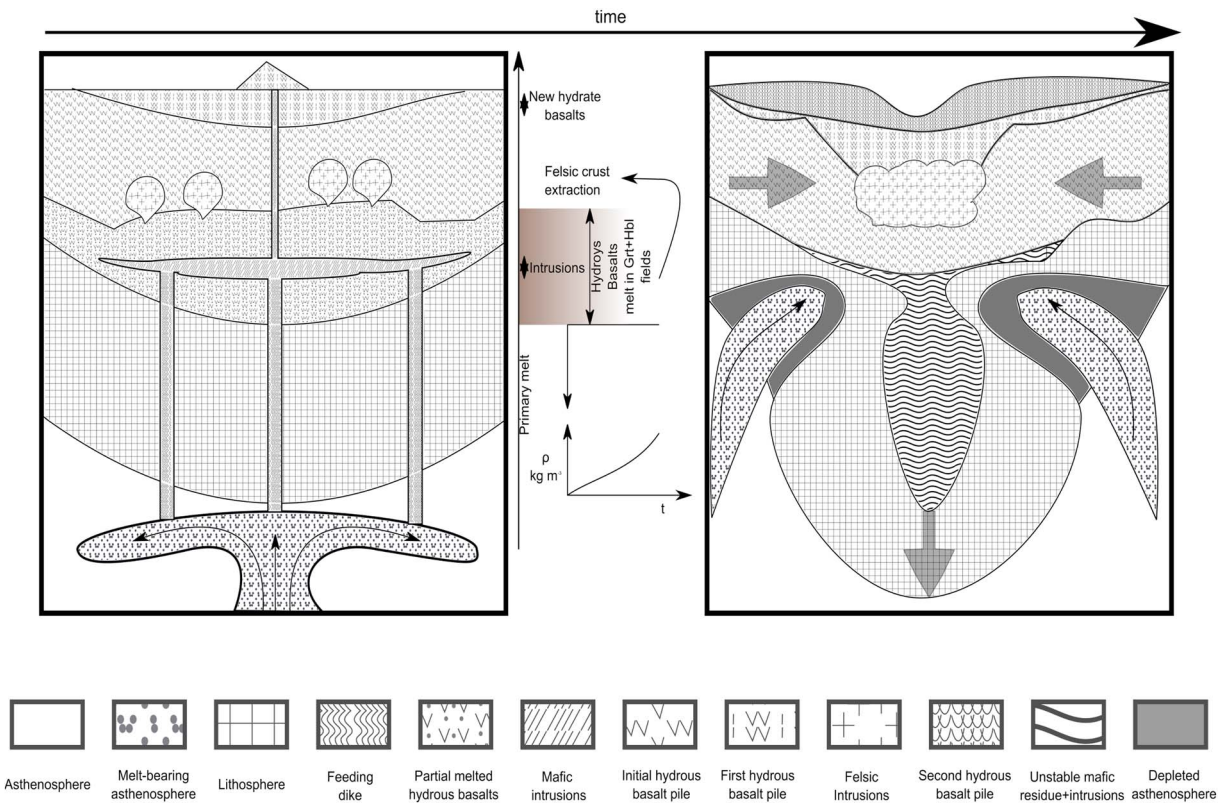 time
New hydrate
basalts
Felsic crust
extraction
Intrusions
Hydroys
Basalts
melt in Grt+Hbl
fields
Primary melt
ρ
kg m⁻³
t
Asthenosphere
Melt-bearing
asthenosphere
Lithosphere
Feeding
dike
Partial melted
hydrous basalts
Mafic
intrusions
Initial hydrous
basalt pile
First hydrous
basalt pile
Felsic
Intrusions
Second hydrous
basalt pile
Unstable mafic
residue+intrusions
Depleted
asthenosphere